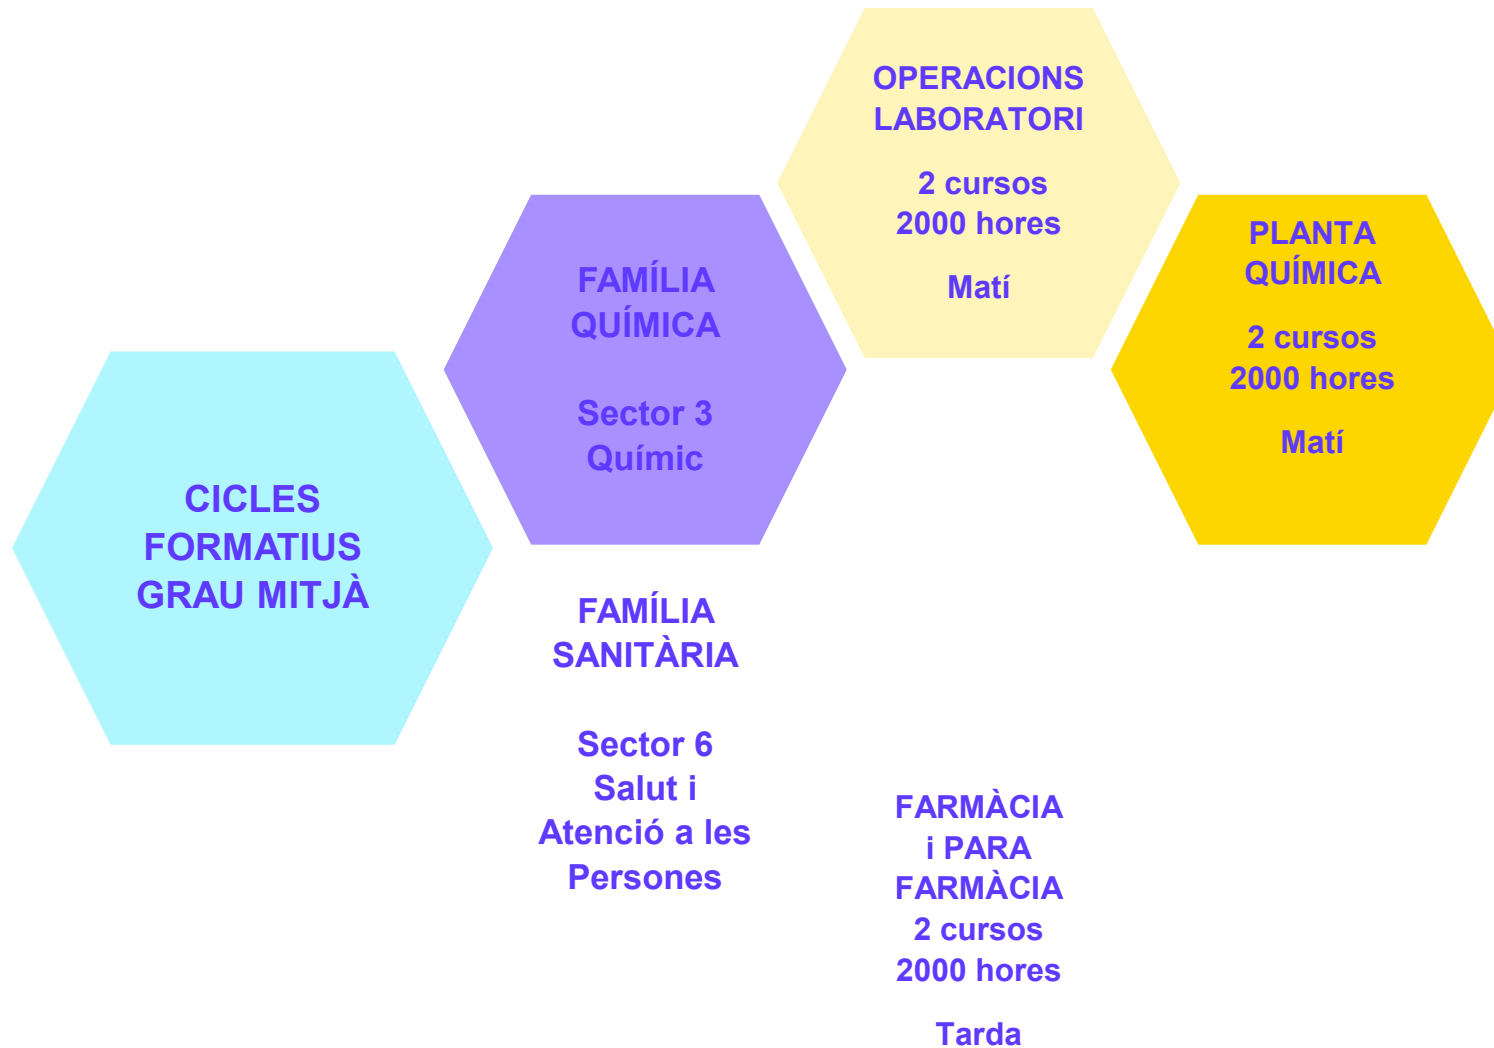 CICLES
FORMATIUS
GRAU MITJÀ
FAMÍLIA
QUÍMICA
Sector 3
Químic
OPERACIONS
LABORATORI
2 cursos
2000 hores
Matí
PLANTA
QUÍMICA
2 cursos
2000 hores
Matí
FAMÍLIA
SANITÀRIA
Sector 6
Salut i
Atenció a les
Persones
FARMÀCIA
i PARA
FARMÀCIA
2 cursos
2000 hores
Tarda